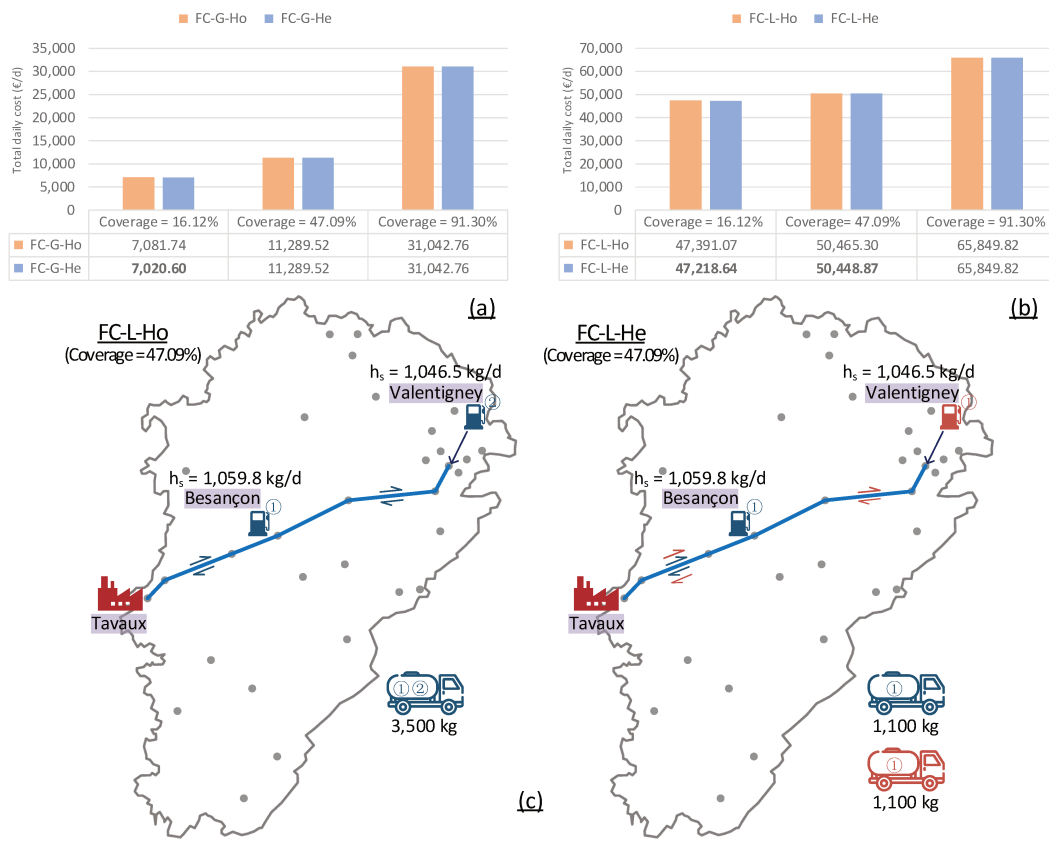 FC-G-Ho FC-G-He
35,000
30,000
25,000
20,000
15,000
10,000
5,000
0
Total daily cost (€/d)
Coverage = 16.12% Coverage = 47.09% Coverage = 91.30%
FC-G-Ho 7,081.74 11,289.52 31,042.76
FC-G-He 7,020.60 11,289.52 31,042.76
(a)
FC-L-Ho FC-L-He
70,000
60,000
50,000
40,000
30,000
20,000
10,000
0
Total daily cost (€/d)
Coverage = 16.12% Coverage = 47.09% Coverage = 91.30%
FC-L-Ho 47,391.07 50,465.30 65,849.82
FC-L-He 47,218.64 50,448.87 65,849.82
(b)
FC-L-Ho
(Coverage = 47.09%)
hs = 1,046.5 kg/d
Valentigney
②
hs = 1,059.8 kg/d
Besançon
①
Tavaux
① ②
3,500 kg
FC-L-He
(Coverage = 47.09%)
hs = 1,046.5 kg/d
Valentigney
①
hs = 1,059.8 kg/d
Besançon
①
Tavaux
①
1,100 kg
①
1,100 kg
(c)